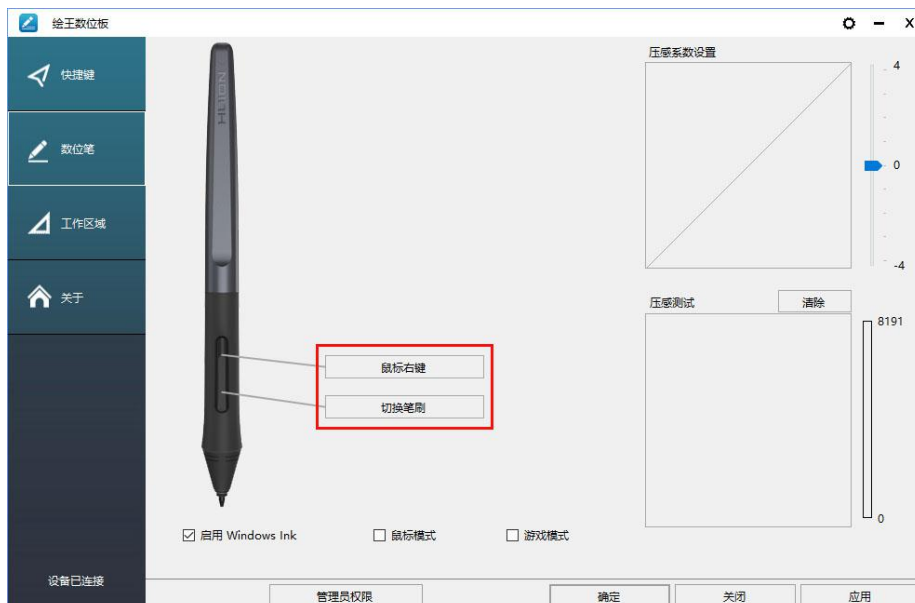 绘王数位板
快捷键
数位笔
工作区域
关于
设备已连接
HUION
鼠标右键
切换笔刷
启用 Windows Ink
鼠标模式
游戏模式
压感系数设置
4
0
-4
压感测试
清除
8191
0
管理员权限
确定
关闭
应用